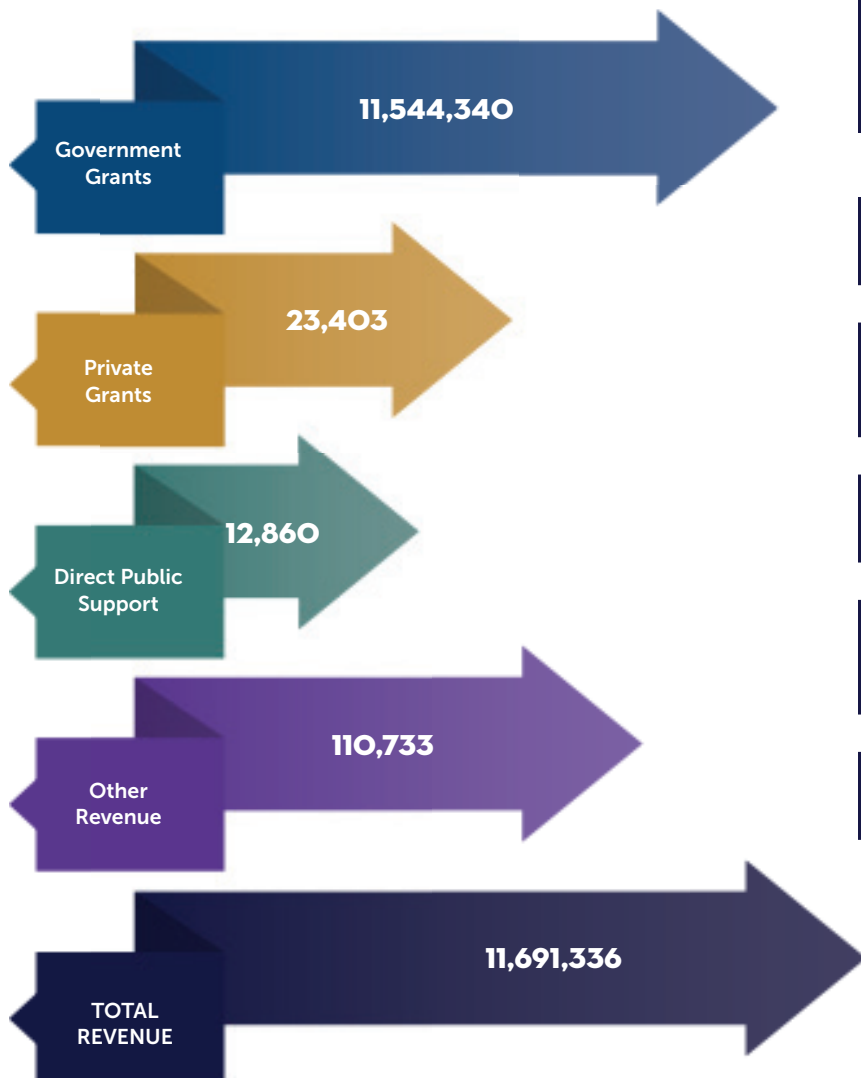 11,544,340
Government
Grants
23,403
Private
Grants
12,860
Direct Public
Support
110,733
Other
Revenue
11,691,336
TOTAL
REVENUE